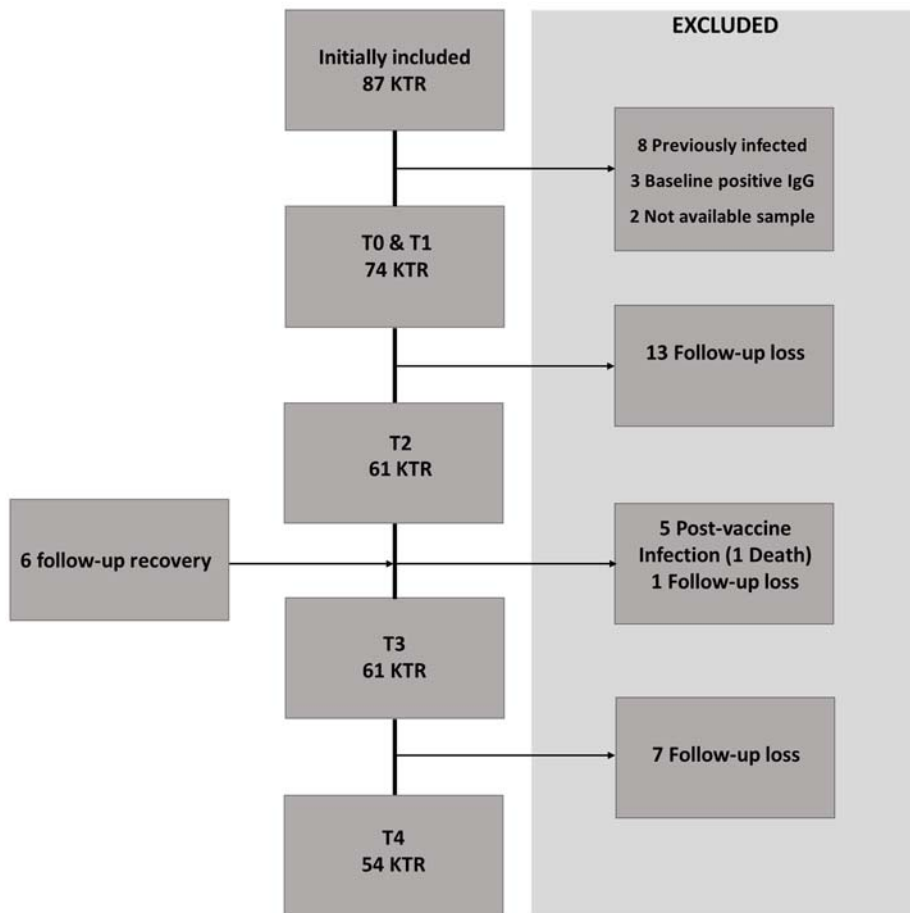 EXCLUDED
Initially included
87 KTR
8 Previously infected
3 Baseline positive IgG
2 Not available sample
T0 & T1
74 KTR
13 Follow-up loss
T2
61 KTR
6 follow-up recovery
5 Post-vaccine
Infection (1 Death)
1 Follow-up loss
T3
61 KTR
7 Follow-up loss
T4
54 KTR